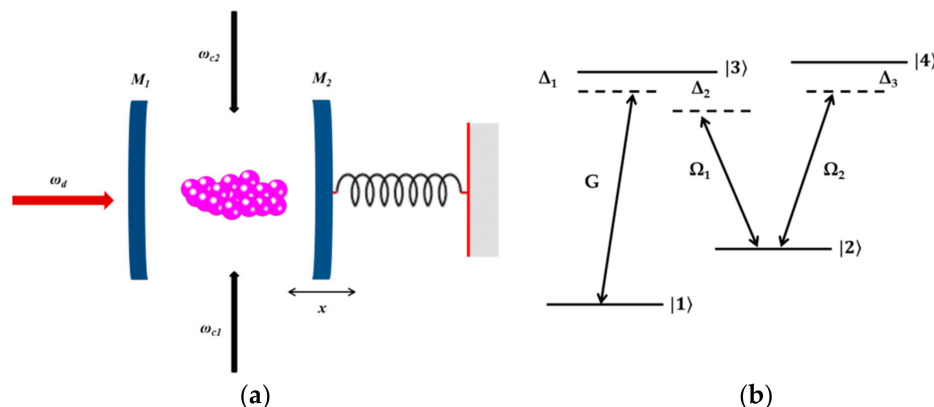 ω_c2
M_1
M_2
ω_d
x
ω_c1
(a)
|3⟩
|4⟩
Δ_1
Δ_2
Δ_3
G
Ω_1
Ω_2
|2⟩
|1⟩
(b)